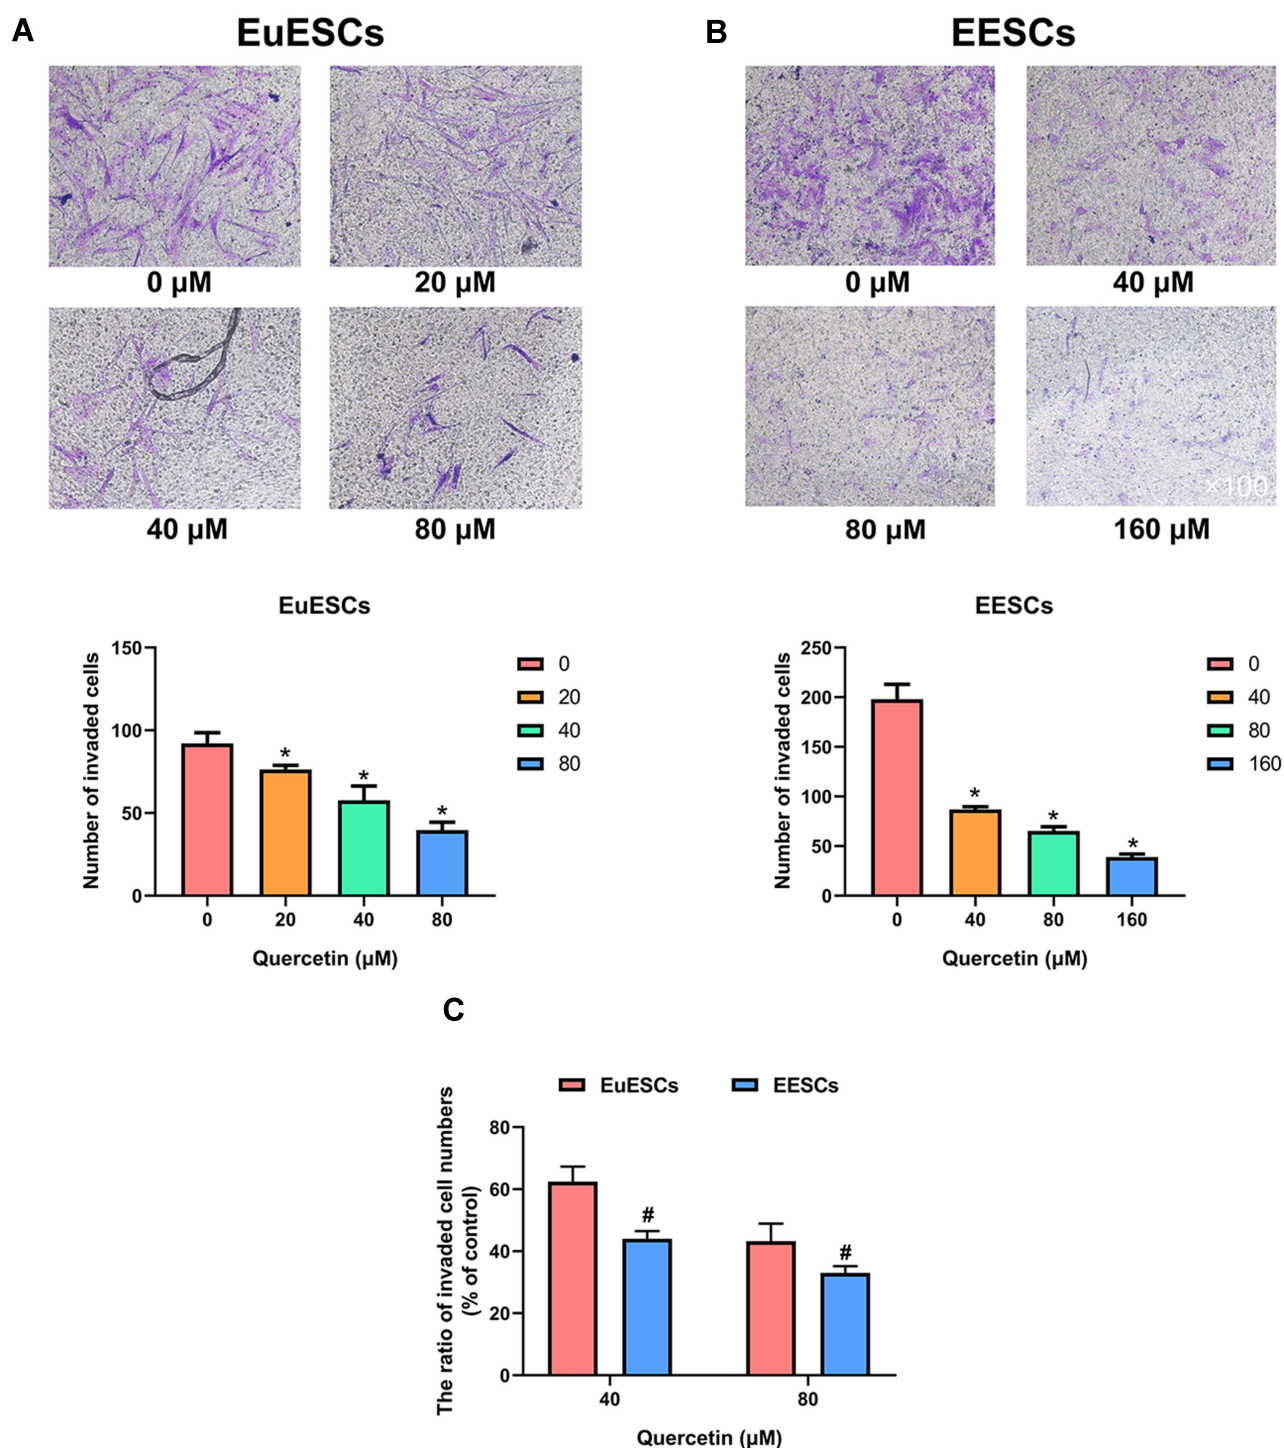 A
EuESCs
B
EESCs
0 µM
20 µM
0 µM
40 µM
×100
40 µM
80 µM
80 µM
160 µM
EuESCs
Number of invaded cells
150
100
50
0
0
20
40
80
Quercetin (µM)
0
20
40
80
* * *
EESCs
Number of invaded cells
250
200
150
100
50
0
0
40
80
160
Quercetin (µM)
0
40
80
160
* * *
C
EuESCs
EESCs
The ratio of invaded cell numbers
(% of control)
80
60
40
20
0
# #
40
80
Quercetin (µM)